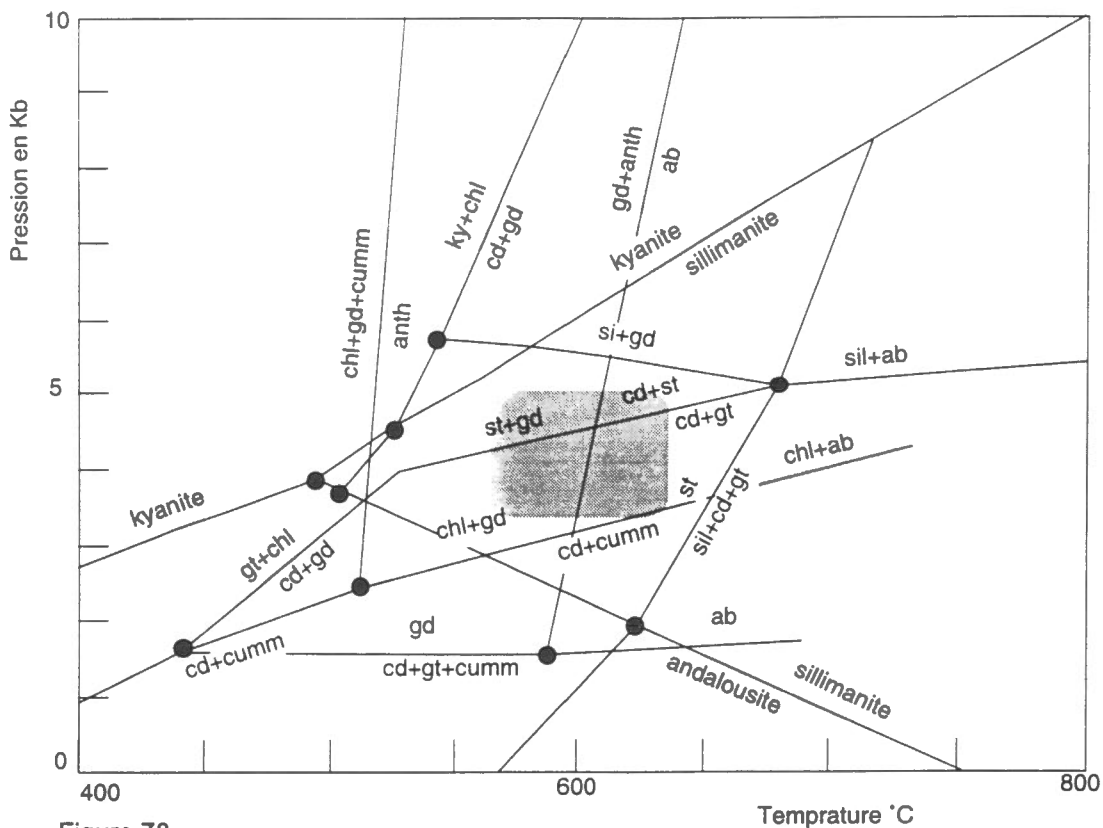 10
Pression en Kb
5
0
400
600
800
Temprature °C
chl+gd+cumm
anth
ky+chl
cd+gd
gd+anth
ab
kyanite
sillimanite
si+gd
sil+ab
cd+st
st+gd
cd+gt
chl+ab
st
kyanite
chl+gd
gt+chl
cd+gd
cd+cumm
sil+cd+gt
gd
ab
cd+cumm
cd+gt+cumm
andalousite
sillimanite